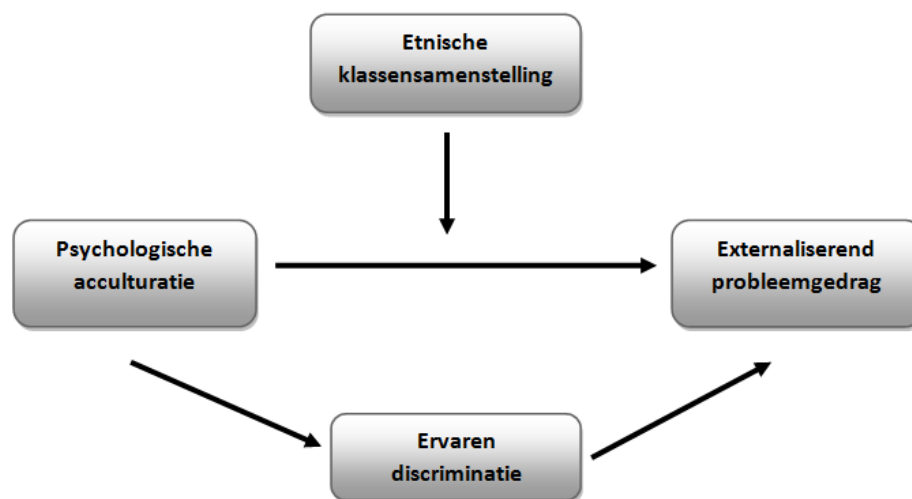 Etnische
klassensamenstelling
Psychologische
acculturatie
Externaliserend
probleemgedrag
Ervaren
discriminatie